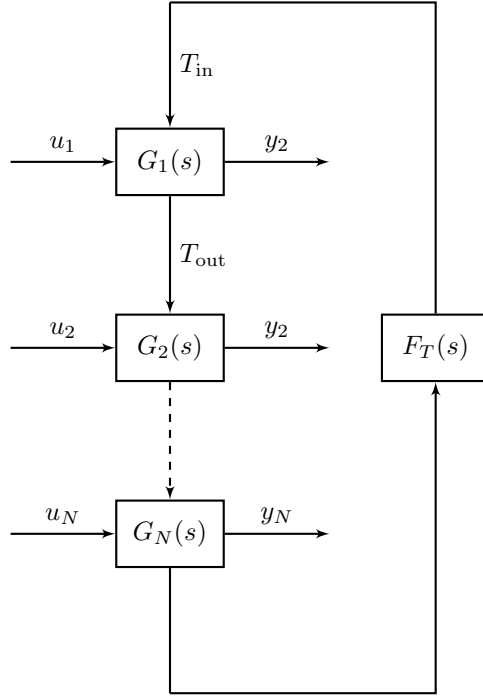 T_in
u_1
G_1(s)
y_2
T_out
u_2
G_2(s)
y_2
F_T(s)
u_N
G_N(s)
y_N